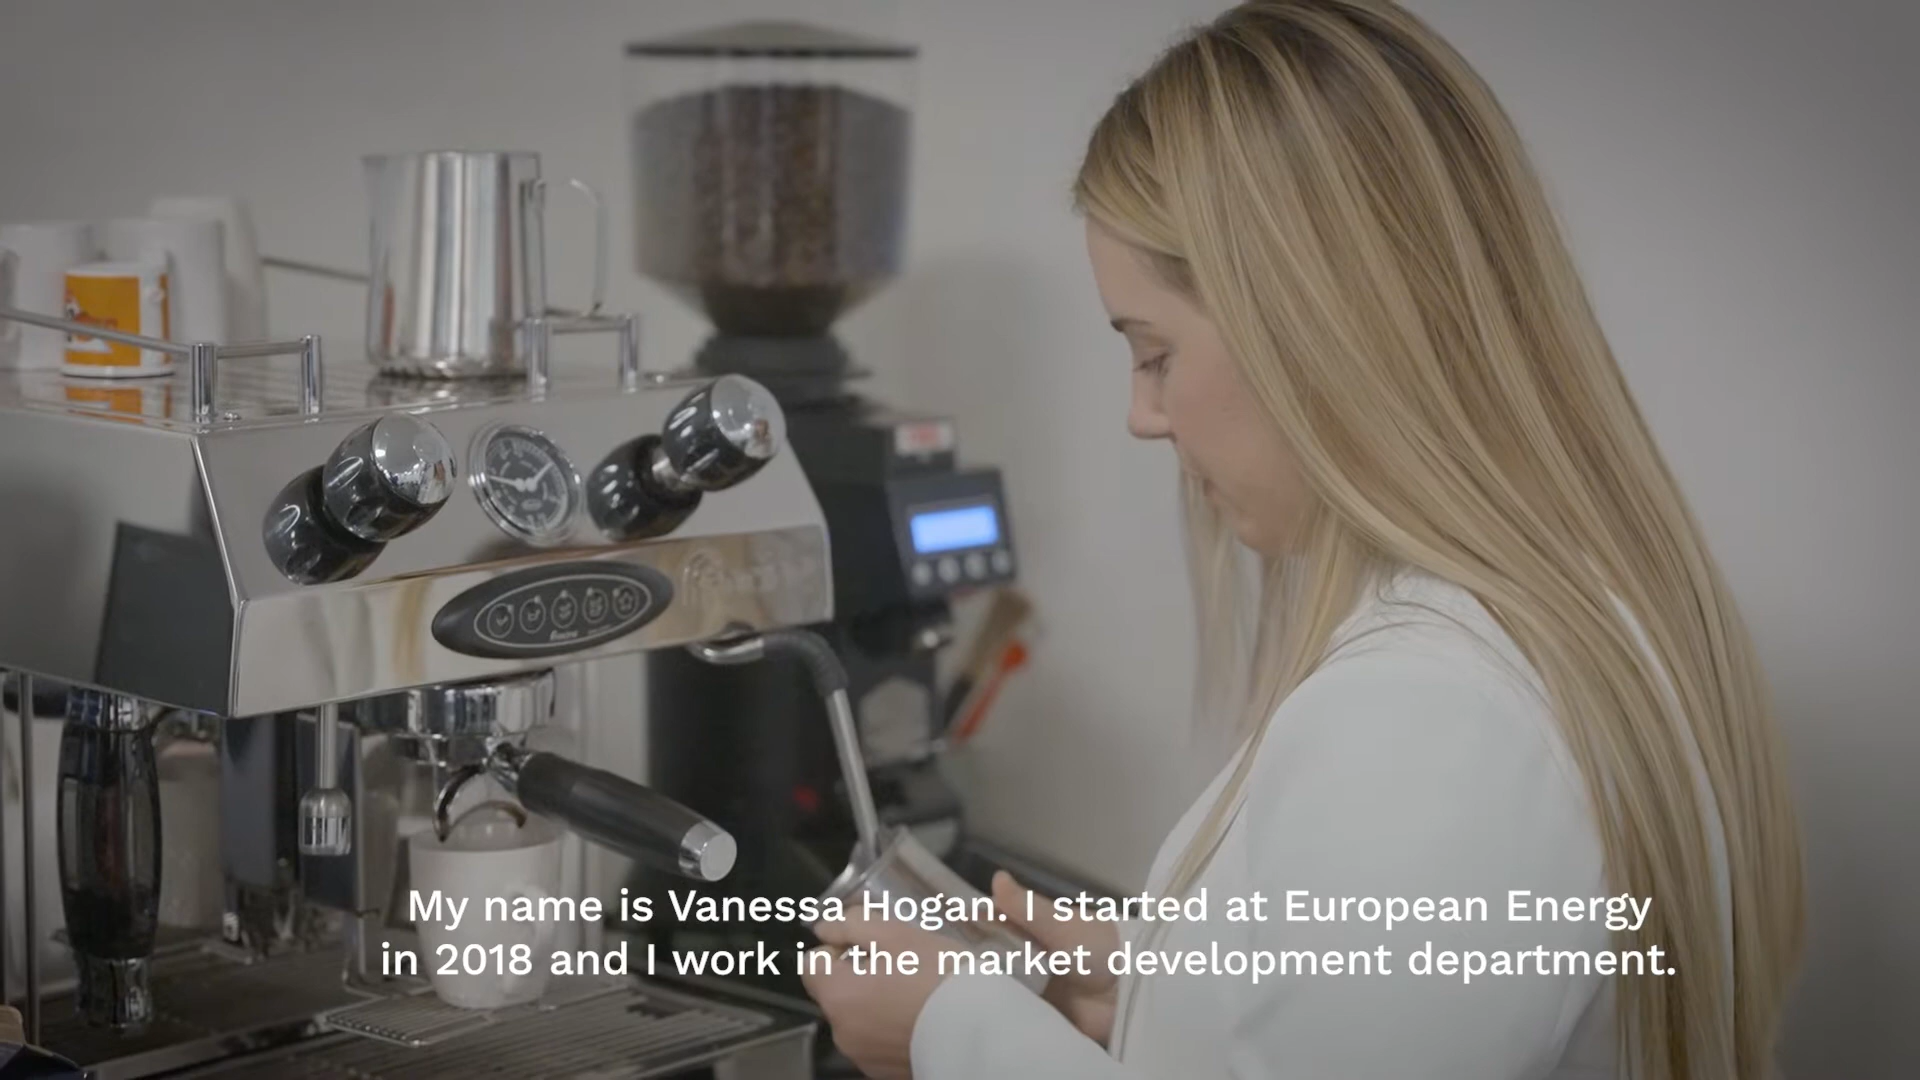 My name is Vanessa Hogan. I started at European Energy
in 2018 and I work in the market development department.